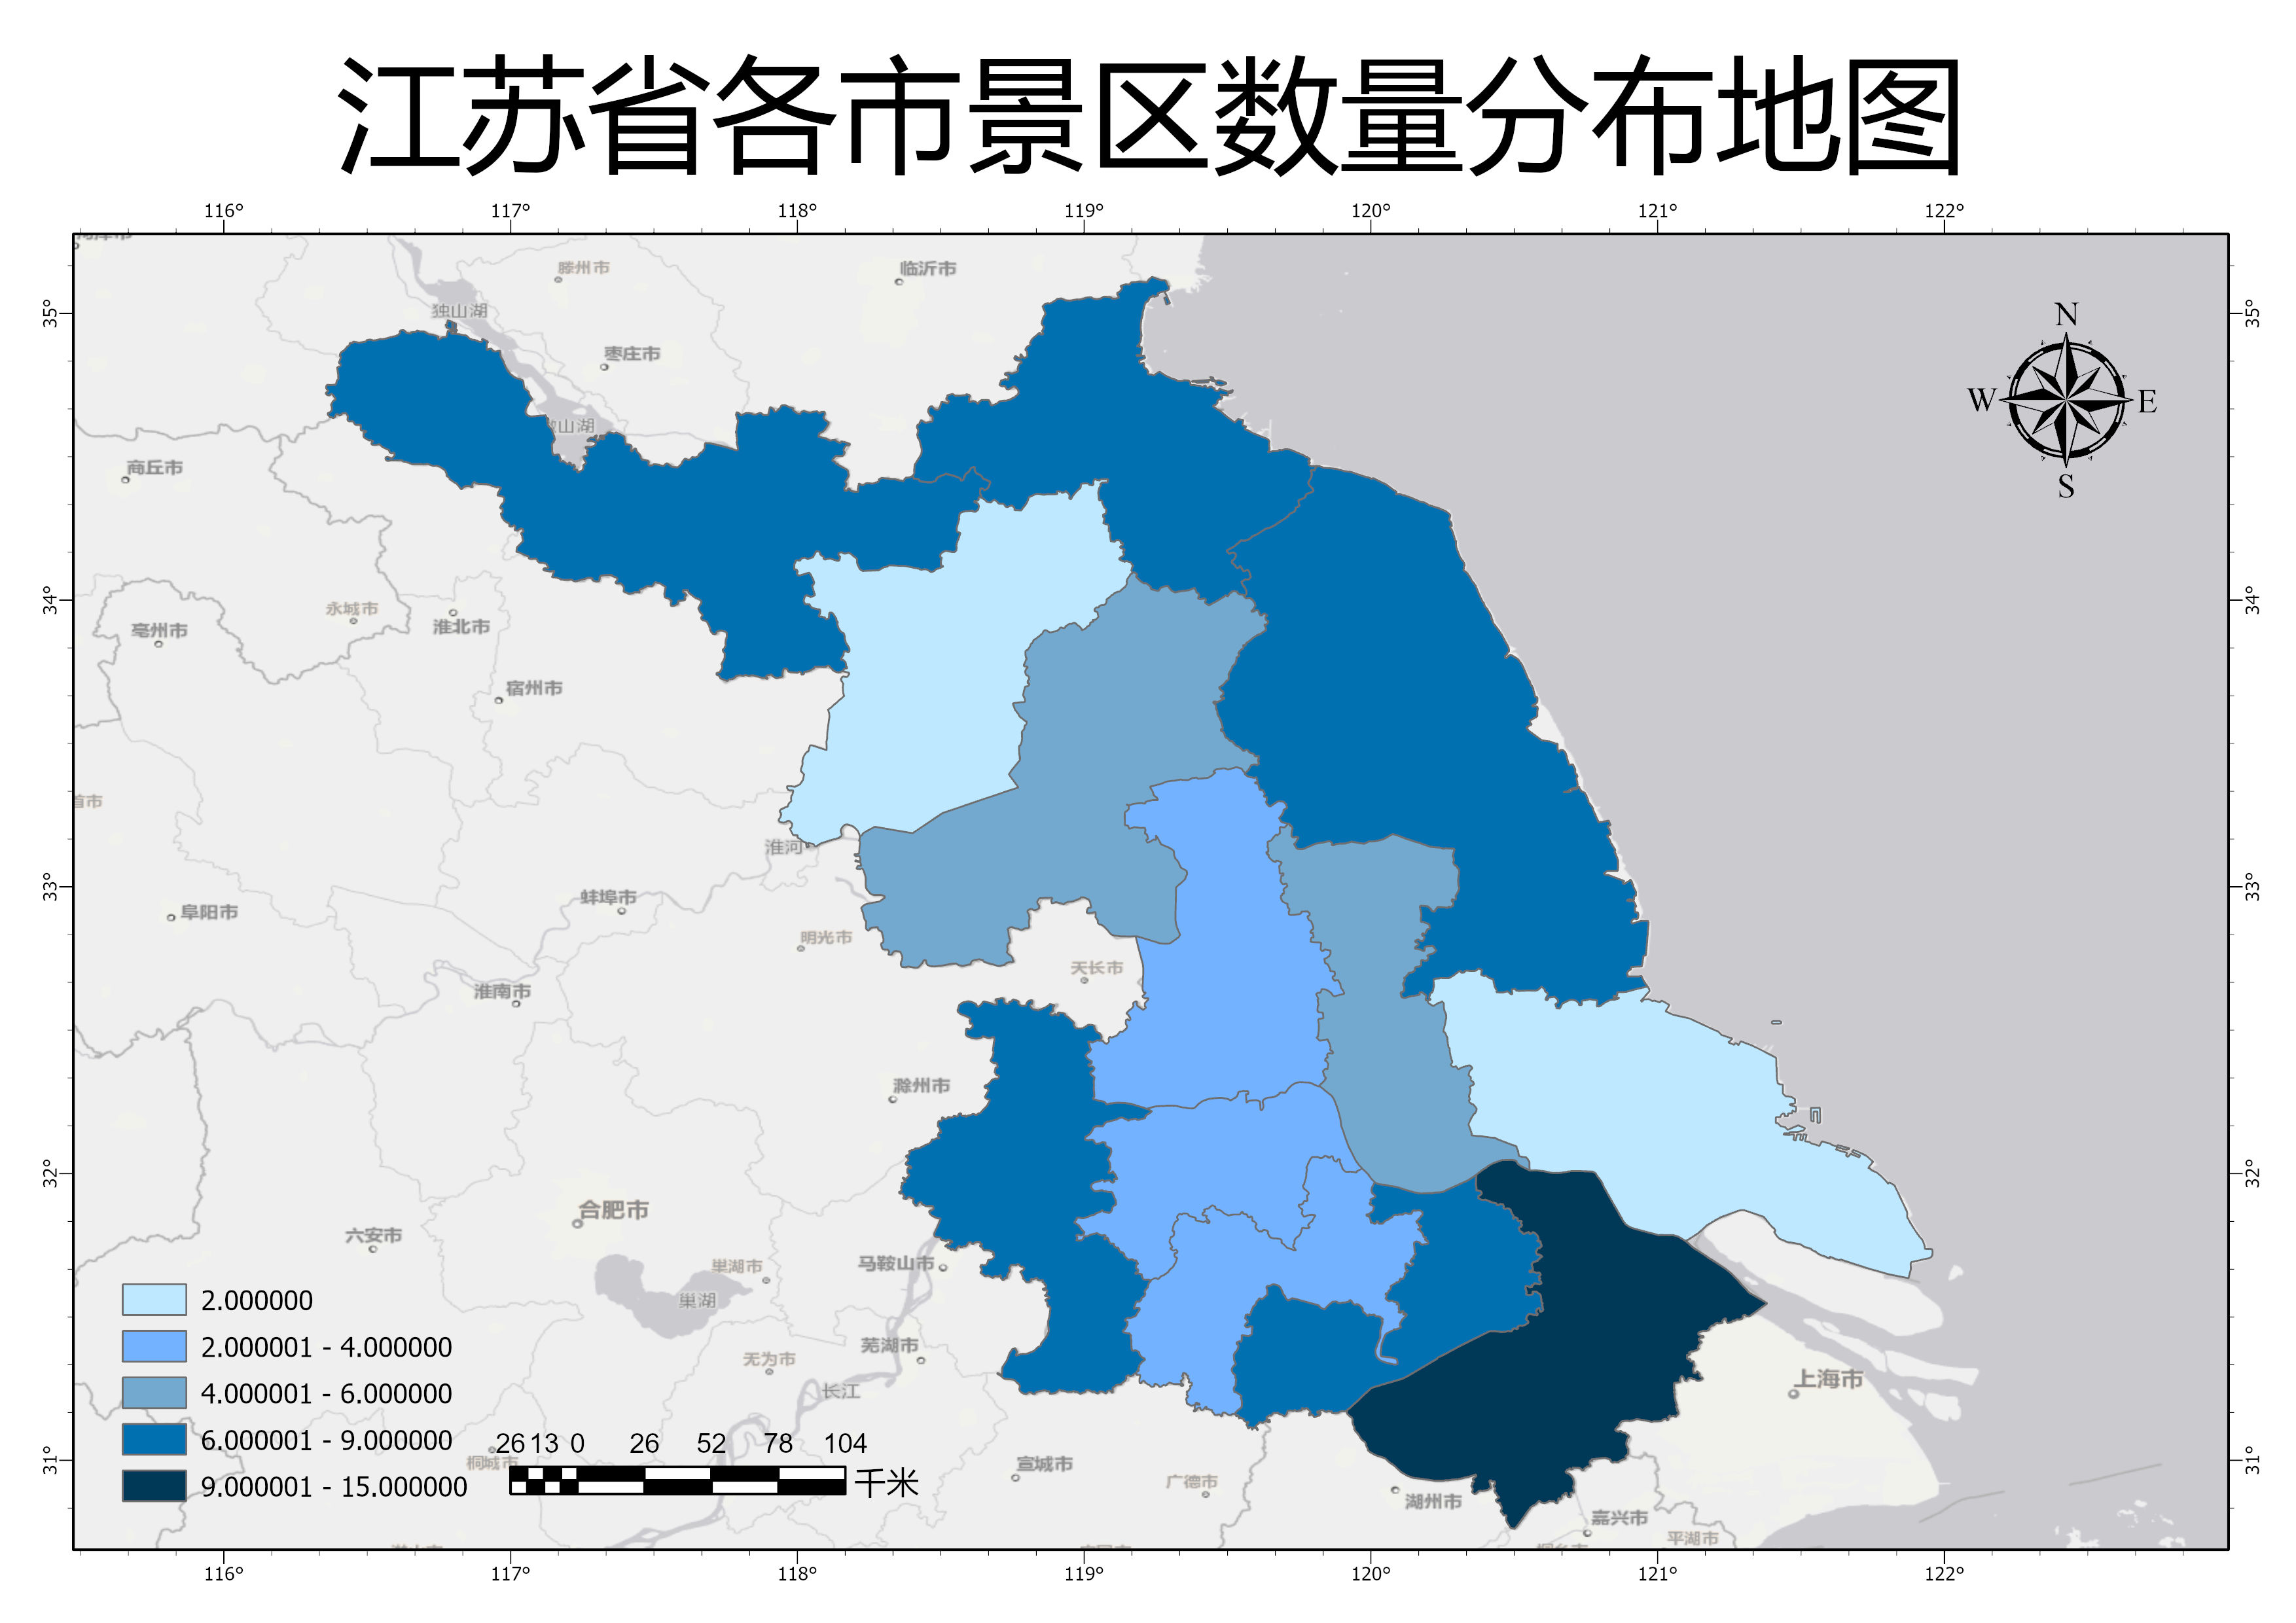 江苏省各市景区数量分布地图
116° 117° 118° 119° 120° 121° 122°
滕州市
临沂市
独山湖
35° 35°
N
W E
S
枣庄市
山湖
商丘市
34° 34°
永城市
淮北市
亳州市
宿州市
首市
淮河
33° 33°
蚌埠市
阜阳市
明光市
天长市
淮南市
滁州市
32° 32°
合肥市
六安市
马鞍山市
巢湖市
巢湖
芜湖市
无为市
长江
上海市
2.000000
2.000001 - 4.000000
4.000001 - 6.000000
6.000001 - 9.000000
9.000001 - 15.000000
31° 31°
桐城市
26 13 0 26 52 78 104
千米
宣城市
广德市
湖州市
嘉兴市
平湖市
116° 117° 118° 119° 120° 121° 122°